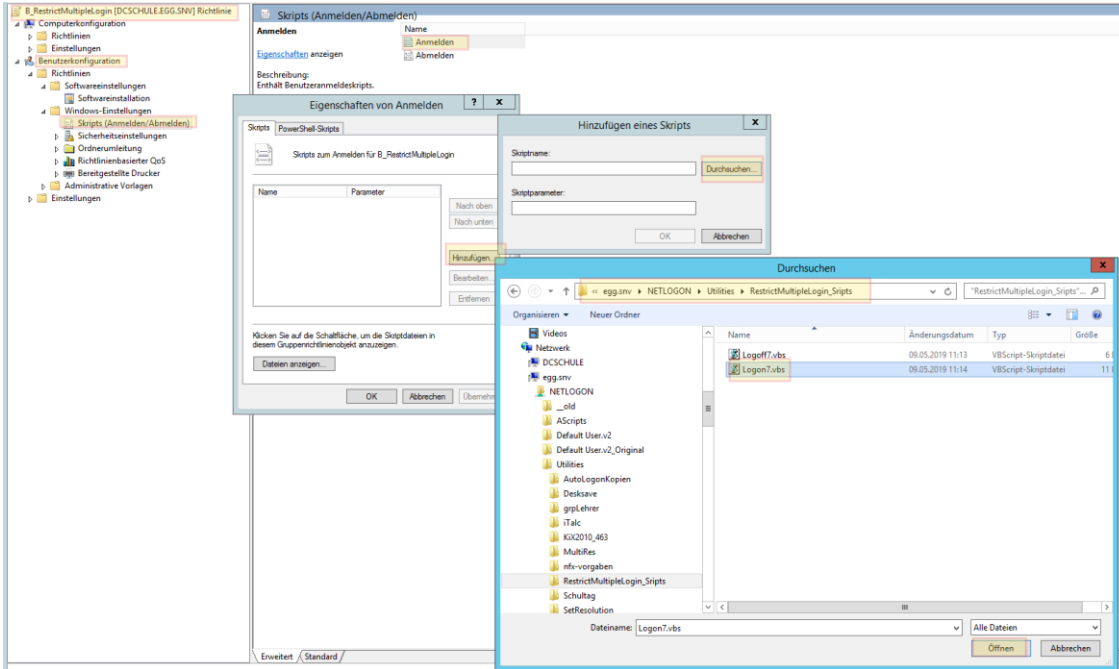 B_RestrictMultipleLogin [DCSCHULE.EGG.SNV] Richtlinie
Computerkonfiguration
Richtlinien
Einstellungen
Benutzerkonfiguration
Richtlinien
Softwareeinstellungen
Softwareinstallation
Windows-Einstellungen
Skripts (Anmelden/Abmelden)
Sicherheitseinstellungen
Ordnerumleitung
Richtlinienbasierter QoS
Bereitgestellte Drucker
Administrative Vorlagen
Einstellungen
Skripts (Anmelden/Abmelden)
Anmelden
Eigenschaften anzeigen
Beschreibung:
Enthält Benutzeranmeldeskripts.
Name
Anmelden
Abmelden
Eigenschaften von Anmelden
? x
Skripts PowerShell-Skripts
Skripts zum Anmelden für B_RestrictMultipleLogin
Name Parameter
Nach oben
Nach unten
Hinzufügen...
Bearbeiten...
Entfernen
Klicken Sie auf die Schaltfläche, um die Skriptdateien in
diesem Gruppenrichtlinienobjekt anzuzeigen.
Dateien anzeigen...
OK Abbrechen Übernehm
Hinzufügen eines Skripts
x
Skriptname:
Durchsuchen...
Skriptparameter:
OK Abbrechen
Durchsuchen
x
« egg.snv NETLOGON Utilities RestrictMultipleLogin_Sripts
"RestrictMultipleLogin_Sripts"...
Organisieren Neuer Ordner
Videos
Netzwerk
DCSCHULE
egg.snv
NETLOGON
__old
AScripts
Default User.v2
Default User.v2_Original
Utilities
AutoLogonKopien
Desksave
grpLehrer
iTalc
KiX2010_463
MultiRes
nfx-vorgaben
RestrictMultipleLogin_Sripts
Schultag
SetResolution
Name Änderungsdatum Typ Größe
Logoff7.vbs 09.05.2019 11:13 VBScript-Skriptdatei 6
Logon7.vbs 09.05.2019 11:14 VBScript-Skriptdatei 11
Dateiname: Logon7.vbs Alle Dateien
Öffnen Abbrechen
Erweitert Standard